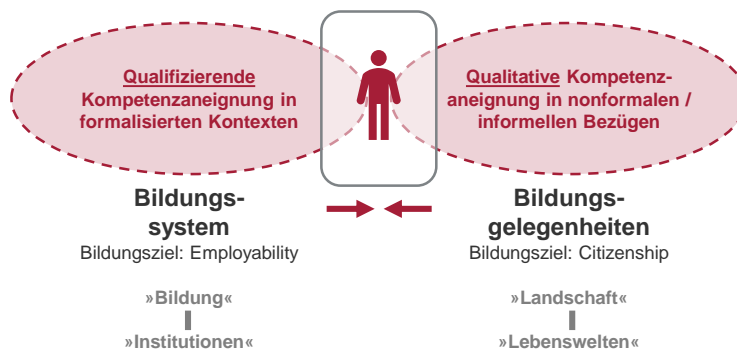 Qualifizierende
Kompetenzaneignung in
formalisierten Kontexten
Qualitative Kompetenz-
aneignung in nonformalen /
informellen Bezügen
Bildungs-
system
Bildungsziel: Employability
Bildungs-
gelegenheiten
Bildungsziel: Citizenship
»Bildung«
»Institutionen«
»Landschaft«
»Lebenswelten«